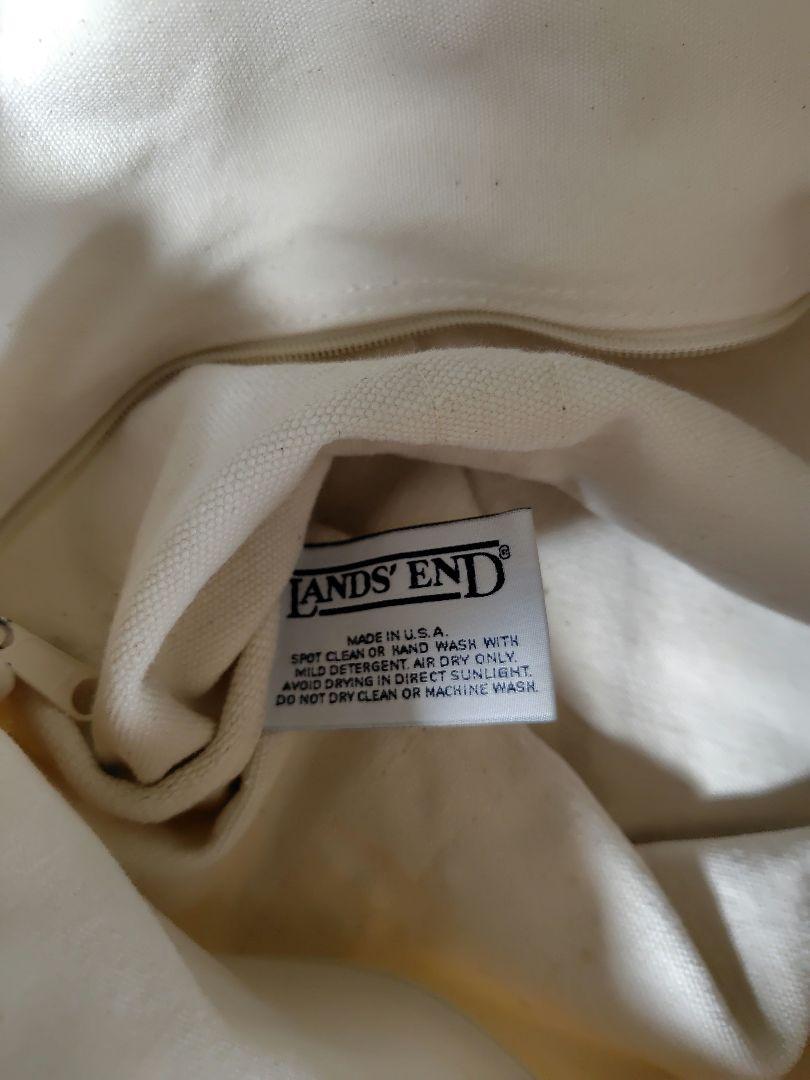 LANDS' END®
MADE IN U.S.A.
SPOT CLEAN OR HAND WASH WITH
MILD DETERGENT. AIR DRY ONLY.
AVOID DRYING IN DIRECT SUNLIGHT.
DO NOT DRY CLEAN OR MACHINE WASH.